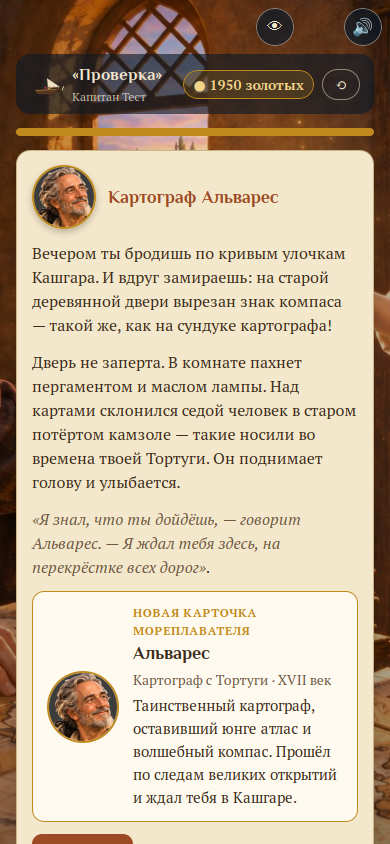 «Проверка»
Капитан Тест
1950 золотых
Картограф Альварес
Вечером ты бродишь по кривым улочкам
Кашгара. И вдруг замираешь: на старой
деревянной двери вырезан знак компаса
— такой же, как на сундуке картографа!
Дверь не заперта. В комнате пахнет
пергаментом и маслом лампы. Над
картами склонился седой человек в старом
потёртом камзоле — такие носили во
времена твоей Тортуги. Он поднимает
голову и улыбается.
«Я знал, что ты дойдёшь, — говорит
Альварес. — Я ждал тебя здесь, на
перекрёстке всех дорог».
НОВАЯ КАРТОЧКА
МОРЕПЛАВАТЕЛЯ
Альварес
Картограф с Тортуги · XVII век
Таинственный картограф,
оставивший юнге атлас и
волшебный компас. Прошёл
по следам великих открытий
и ждал тебя в Кашгаре.